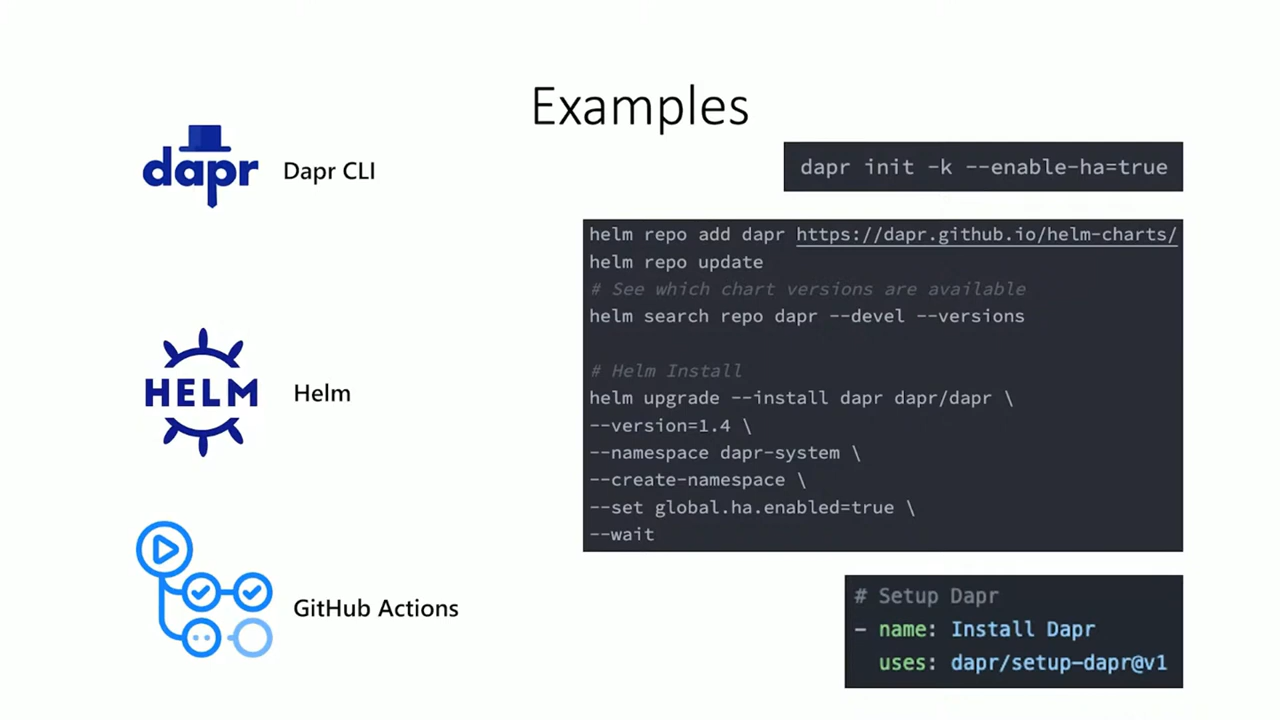 Examples
dapr
Dapr CLI
dapr init -k --enable-ha=true
HELM
Helm
helm repo add dapr https://dapr.github.io/helm-charts/
helm repo update
# See which chart versions are available
helm search repo dapr --devel --versions
# Helm Install
helm upgrade --install dapr dapr/dapr \
--version=1.4 \
--namespace dapr-system \
--create-namespace \
--set global.ha.enabled=true \
--wait
GitHub Actions
# Setup Dapr
- name: Install Dapr
uses: dapr/setup-dapr@v1